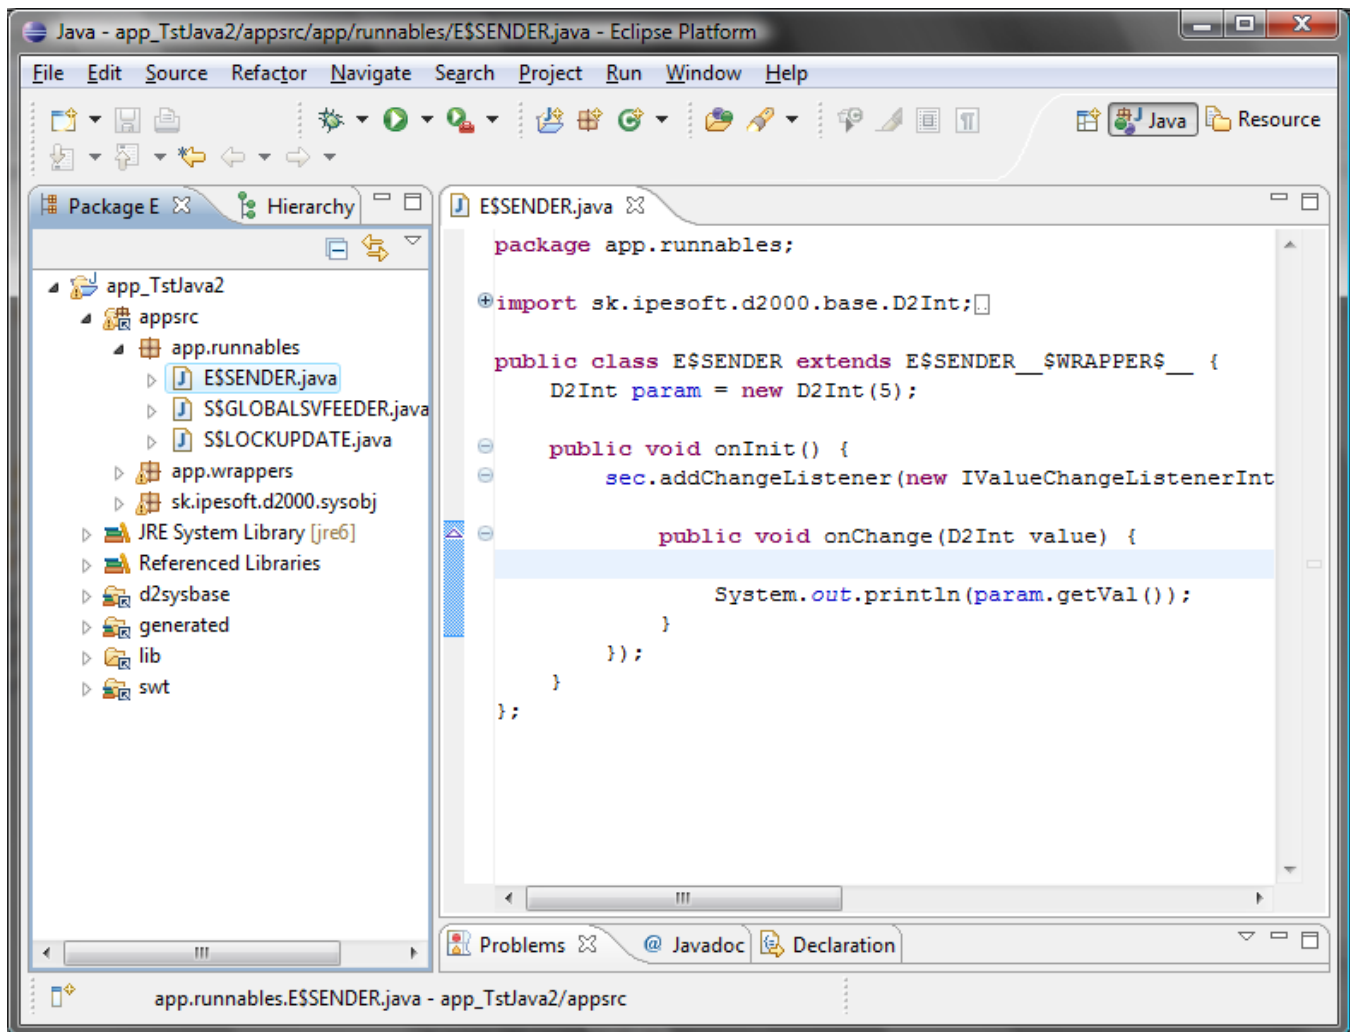 Java - app_TstJava2/appsrc/app/runnables/E$SENDER.java - Eclipse Platform
File Edit Source Refactor Navigate Search Project Run Window Help
Java Resource
Package E Hierarchy
app_TstJava2
appsrc
app.runnables
E$SENDER.java
S$GLOBALSVFEEDER.java
S$LOCKUPDATE.java
app.wrappers
sk.ipesoft.d2000.sysobj
JRE System Library [jre6]
Referenced Libraries
d2sysbase
generated
lib
swt
E$SENDER.java
package app.runnables;
import sk.ipesoft.d2000.base.D2Int;
public class E$SENDER extends E$SENDER__$WRAPPER$__ {
D2Int param = new D2Int(5);
public void onInit() {
sec.addChangeListener(new IValueChangeListenerInt
public void onChange(D2Int value) {
System.out.println(param.getVal());
}
});
}
};
Problems @ Javadoc Declaration
app.runnables.E$SENDER.java - app_TstJava2/appsrc